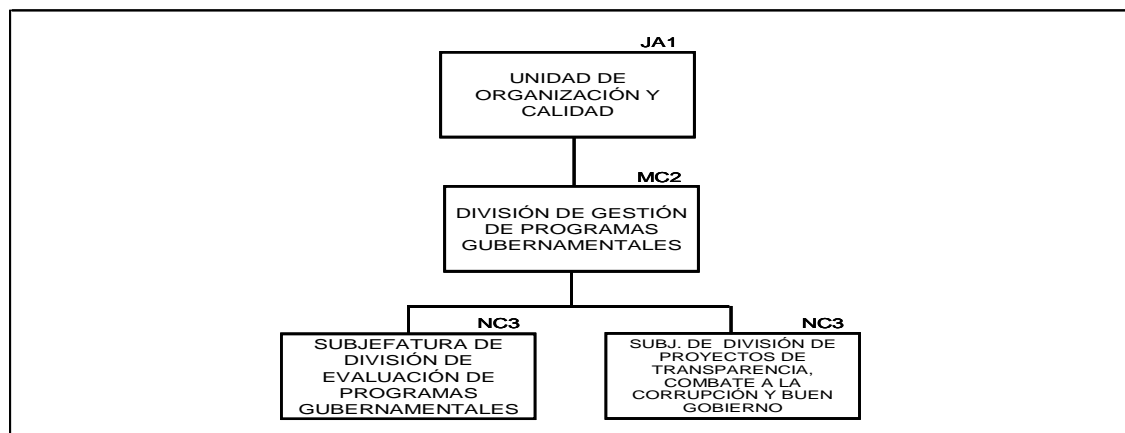 JA1
UNIDAD DE
ORGANIZACIÓN Y
CALIDAD
MC2
DIVISIÓN DE GESTIÓN
DE PROGRAMAS
GUBERNAMENTALES
NC3
SUBJEFATURA DE
DIVISIÓN DE
EVALUACIÓN DE
PROGRAMAS
GUBERNAMENTALES
NC3
SUBJ. DE DIVISIÓN DE
PROYECTOS DE
TRANSPARENCIA,
COMBATE A LA
CORRUPCIÓN Y BUEN
GOBIERNO